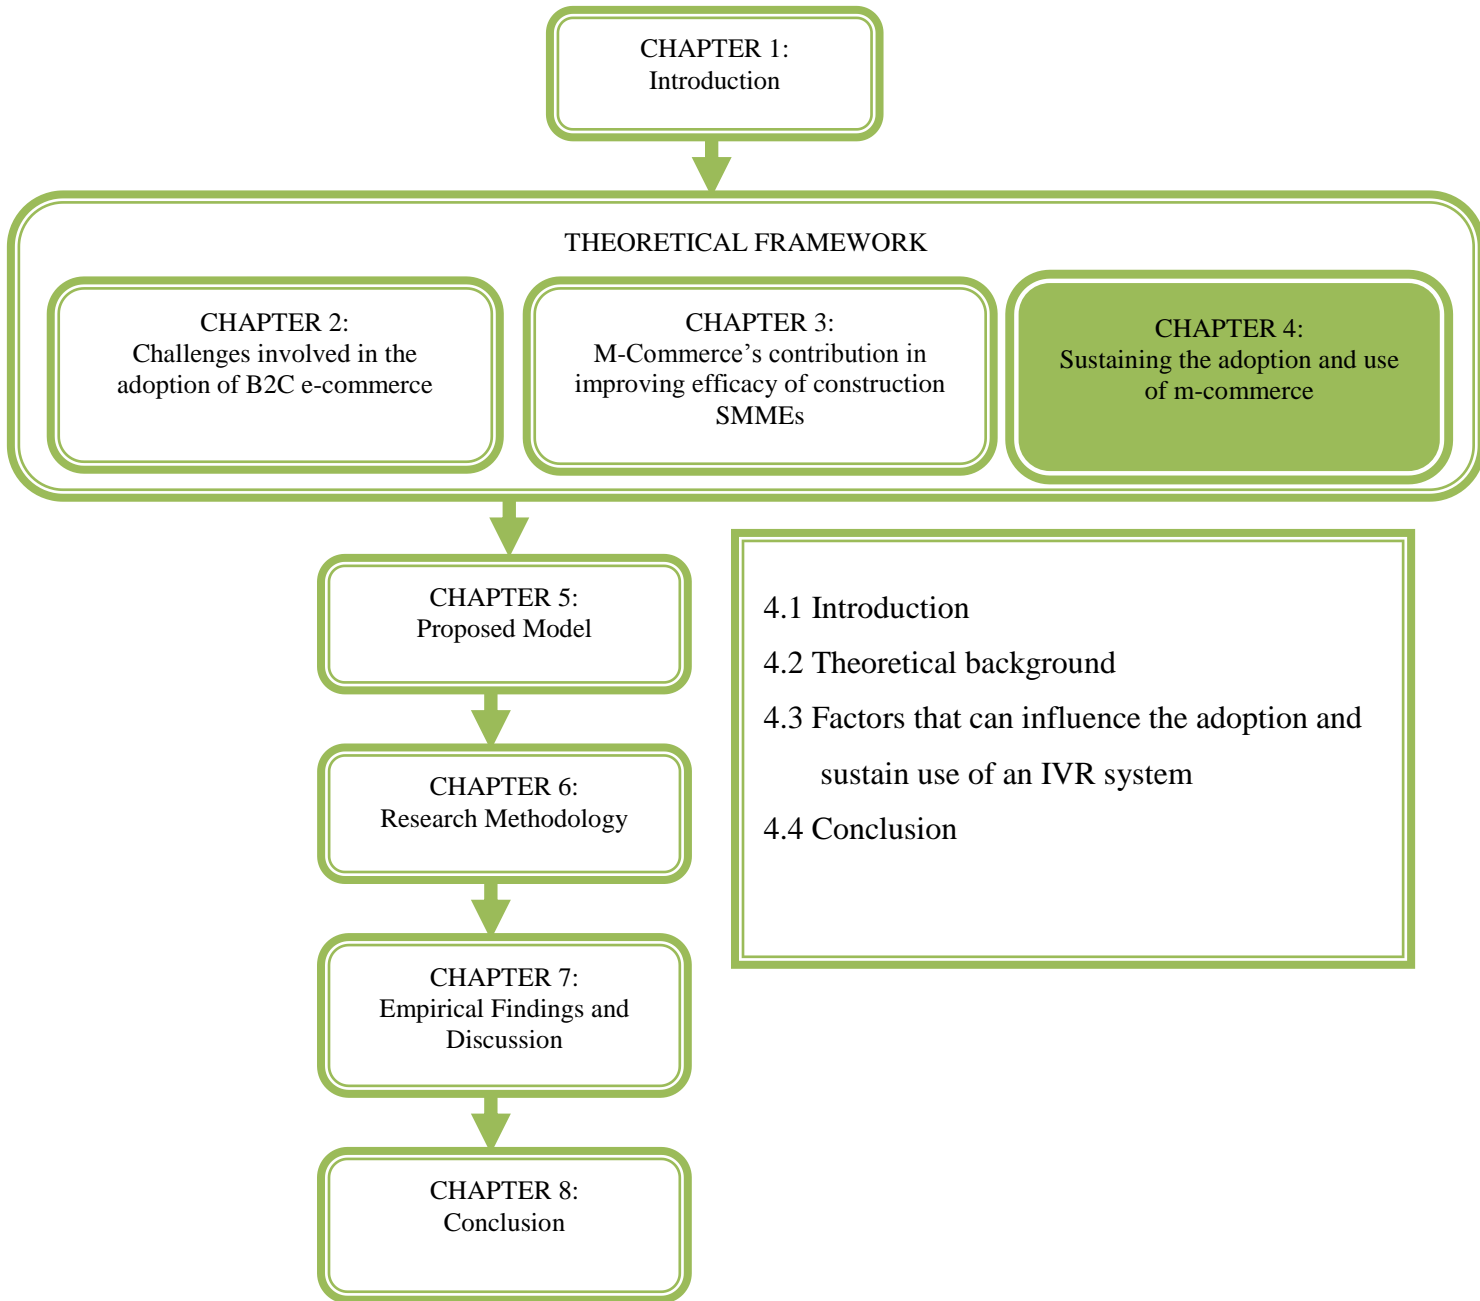 CHAPTER 1:
Introduction
THEORETICAL FRAMEWORK
CHAPTER 2:
Challenges involved in the
adoption of B2C e-commerce
CHAPTER 3:
M-Commerce’s contribution in
improving efficacy of construction
SMMEs
CHAPTER 4:
Sustaining the adoption and use
of m-commerce
CHAPTER 5:
Proposed Model
CHAPTER 6:
Research Methodology
CHAPTER 7:
Empirical Findings and
Discussion
CHAPTER 8:
Conclusion
4.1 Introduction
4.2 Theoretical background
4.3 Factors that can influence the adoption and
sustain use of an IVR system
4.4 Conclusion